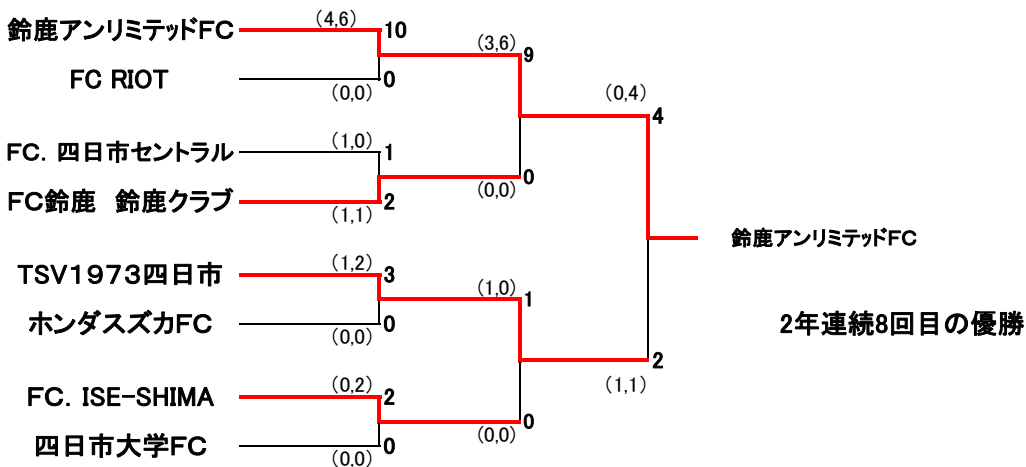 (4,6)
鈴鹿アンリミテッドFC 10
(3,6) 9
FC RIOT 0
(0,0)
(0,4) 4
(1,0)
FC. 四日市セントラル 1
0
(0,0)
FC鈴鹿　鈴鹿クラブ 2
(1,1)
鈴鹿アンリミテッドFC
(1,2)
TSV1973四日市 3
(1,0) 1
ホンダスズカFC 0
2年連続8回目の優勝
(0,0)
2
(1,1)
(0,2)
FC. ISE-SHIMA 2
0
(0,0)
四日市大学FC 0
(0,0)